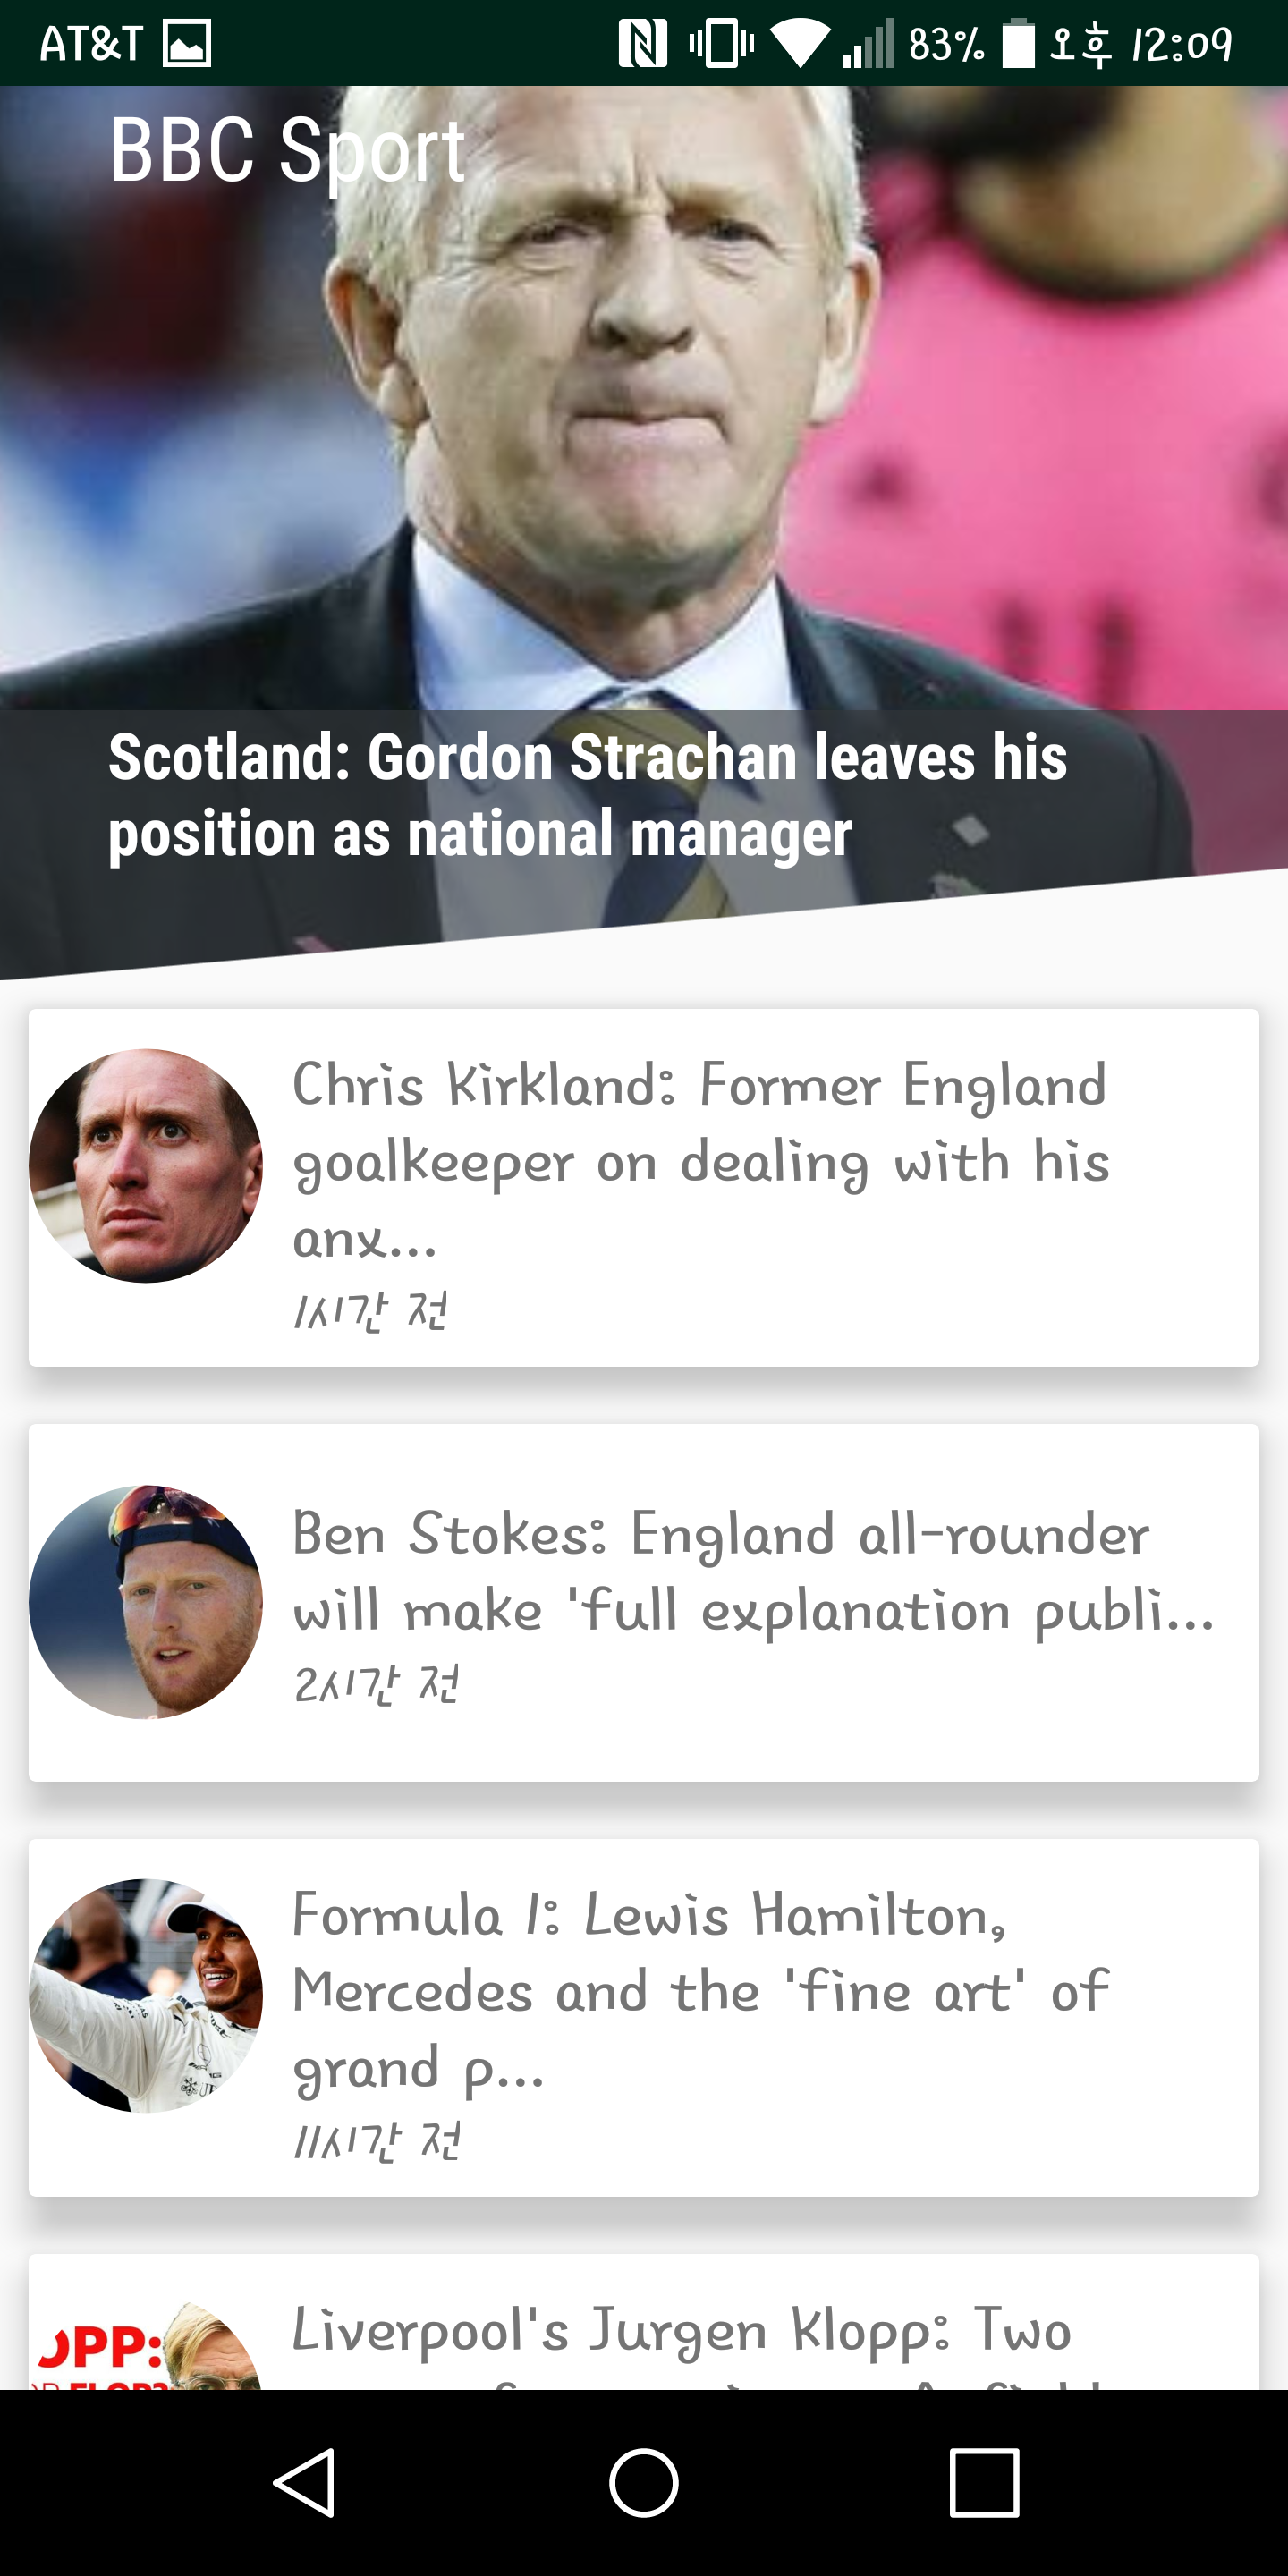 AT&T 83% 오후 12:09
BBC Sport
Scotland: Gordon Strachan leaves his
position as national manager
Chris Kirkland: Former England
goalkeeper on dealing with his
anx...
1시간 전
Ben Stokes: England all-rounder
will make 'full explanation publi...
2시간 전
Formula 1: Lewis Hamilton,
Mercedes and the 'fine art' of
grand p...
11시간 전
OPP:
Liverpool's Jurgen Klopp: Two